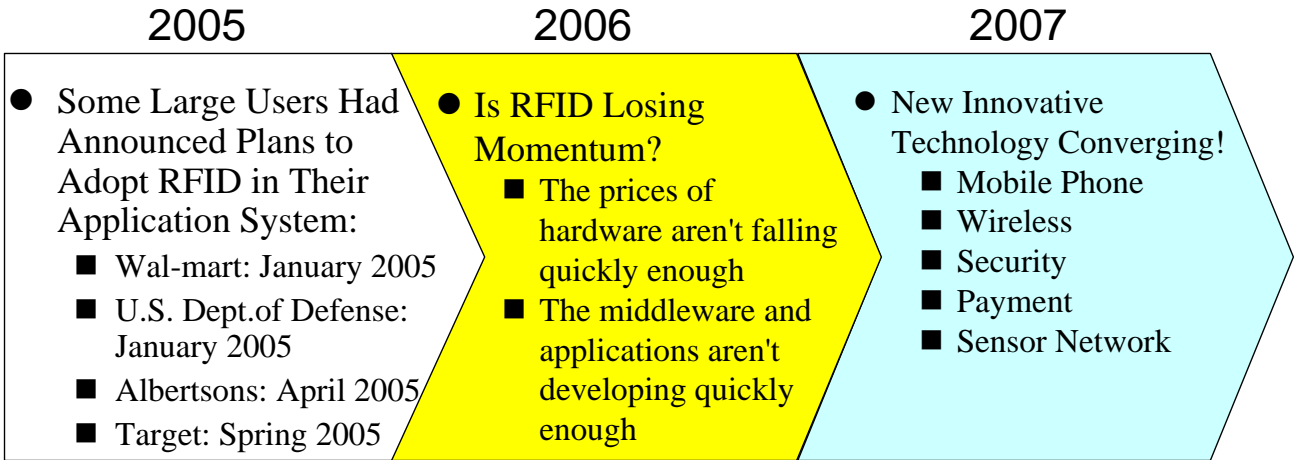 2005
● Some Large Users Had
Announced Plans to
Adopt RFID in Their
Application System:
■ Wal-mart: January 2005
■ U.S. Dept.of Defense:
January 2005
■ Albertsons: April 2005
■ Target: Spring 2005
2006
● Is RFID Losing
Momentum?
■ The prices of
hardware aren't falling
quickly enough
■ The middleware and
applications aren't
developing quickly
enough
2007
● New Innovative
Technology Converging!
■ Mobile Phone
■ Wireless
■ Security
■ Payment
■ Sensor Network